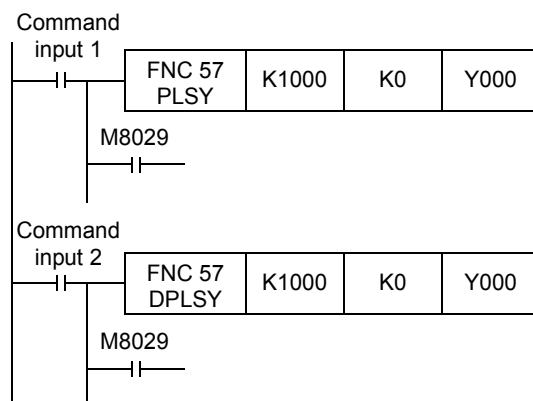 Command
input 1
FNC 57
PLSY
K1000
K0
Y000
M8029
Command
input 2
FNC 57
DPLSY
K1000
K0
Y000
M8029